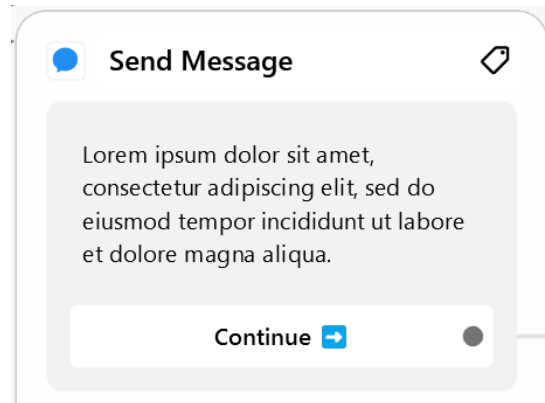 Send Message
Lorem ipsum dolor sit amet,
consectetur adipiscing elit, sed do
eiusmod tempor incididunt ut labore
et dolore magna aliqua.
Continue ➡️